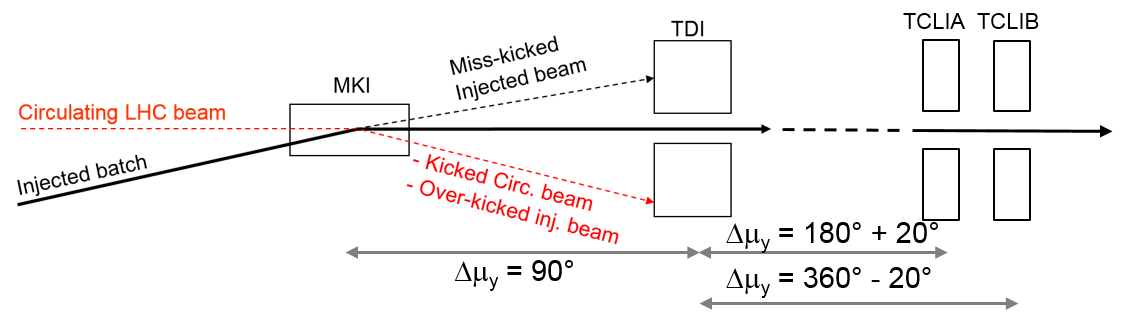 TCLIA TCLIB
TDI
Miss-kicked
Injected beam
MKI
Circulating LHC beam
Injected batch
- Kicked Circ. beam
- Over-kicked inj. beam
Δμy = 180° + 20°
Δμy = 90°
Δμy = 360° - 20°